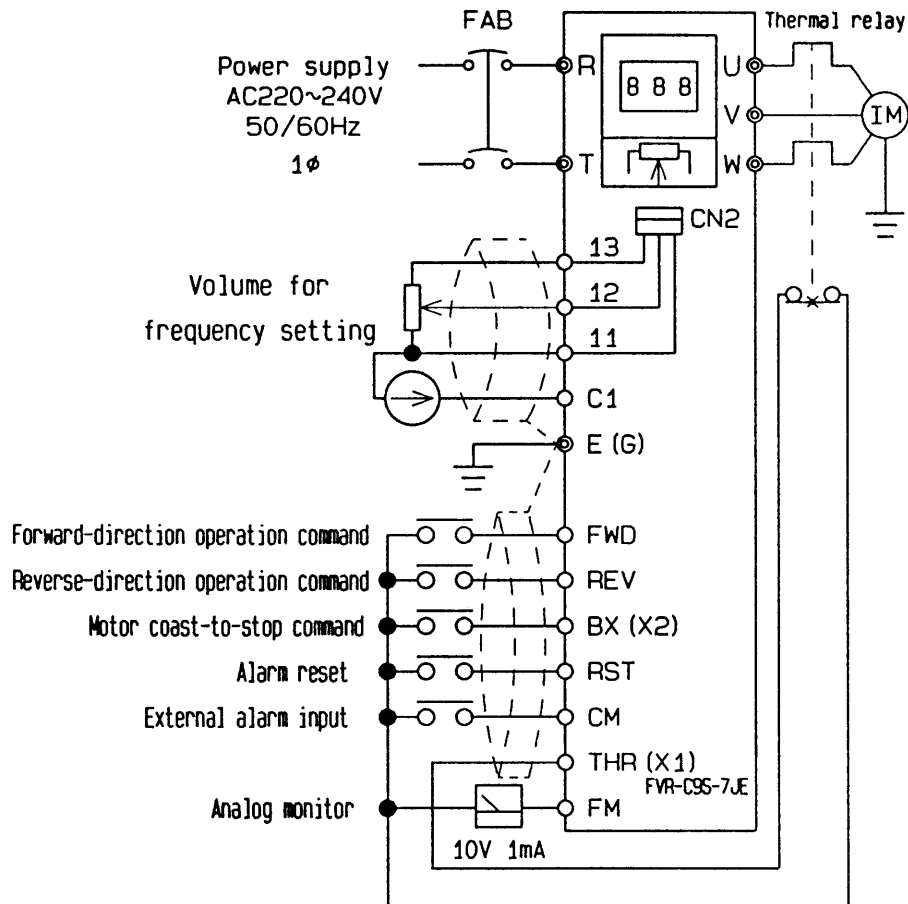 FAB
Thermal relay
Power supply
AC220~240V
50/60Hz
1φ
R
T
888
U
V
W
IM
CN2
Volume for
frequency setting
13
12
11
C1
E (G)
Forward-direction operation command
FWD
Reverse-direction operation command
REV
Motor coast-to-stop command
BX (X2)
Alarm reset
RST
External alarm input
CM
THR (X1)
FVR-C9S-7JE
Analog monitor
FM
10V 1mA